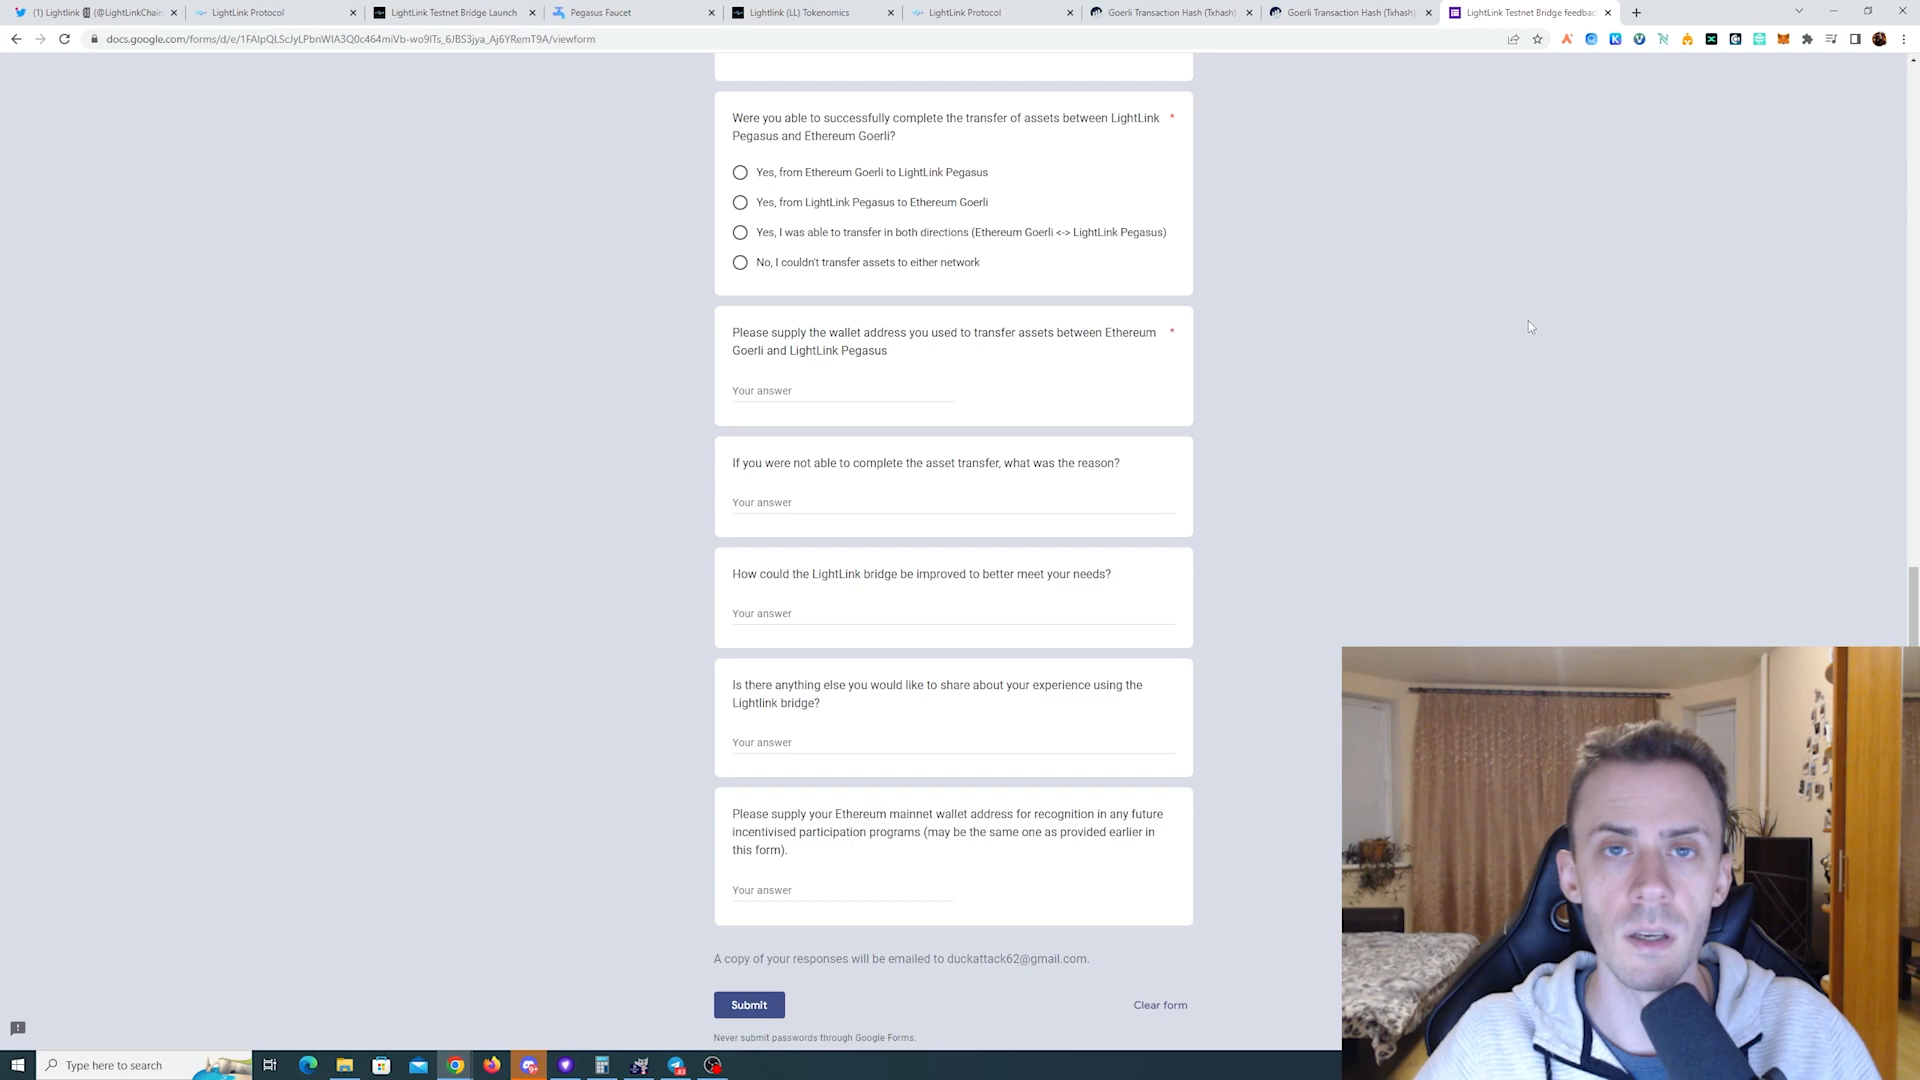 (1) Lightlink
(@LightLinkChain
LightLink Protocol
LightLink Testnet Bridge Launch
Pegasus Faucet
Lightlink (LL) Tokenomics
LightLink Protocol
Goerli Transaction Hash (Txhash)
Goerli Transaction Hash (Txhash)
LightLink Testnet Bridge feedbac
Were you able to successfully complete the transfer of assets between LightLink *
Pegasus and Ethereum Goerli?
Yes, from Ethereum Goerli to LightLink Pegasus
Yes, from LightLink Pegasus to Ethereum Goerli
Yes, I was able to transfer in both directions (Ethereum Goerli <-> LightLink Pegasus)
No, I couldn't transfer assets to either network
Please supply the wallet address you used to transfer assets between Ethereum *
Goerli and LightLink Pegasus
Your answer
If you were not able to complete the asset transfer, what was the reason?
Your answer
How could the LightLink bridge be improved to better meet your needs?
Your answer
Is there anything else you would like to share about your experience using the
Lightlink bridge?
Your answer
Please supply your Ethereum mainnet wallet address for recognition in any future
incentivised participation programs (may be the same one as provided earlier in
this form).
Your answer
A copy of your responses will be emailed to duckattack62@gmail.com.
Submit
Clear form
Never submit passwords through Google Forms.
Type here to search